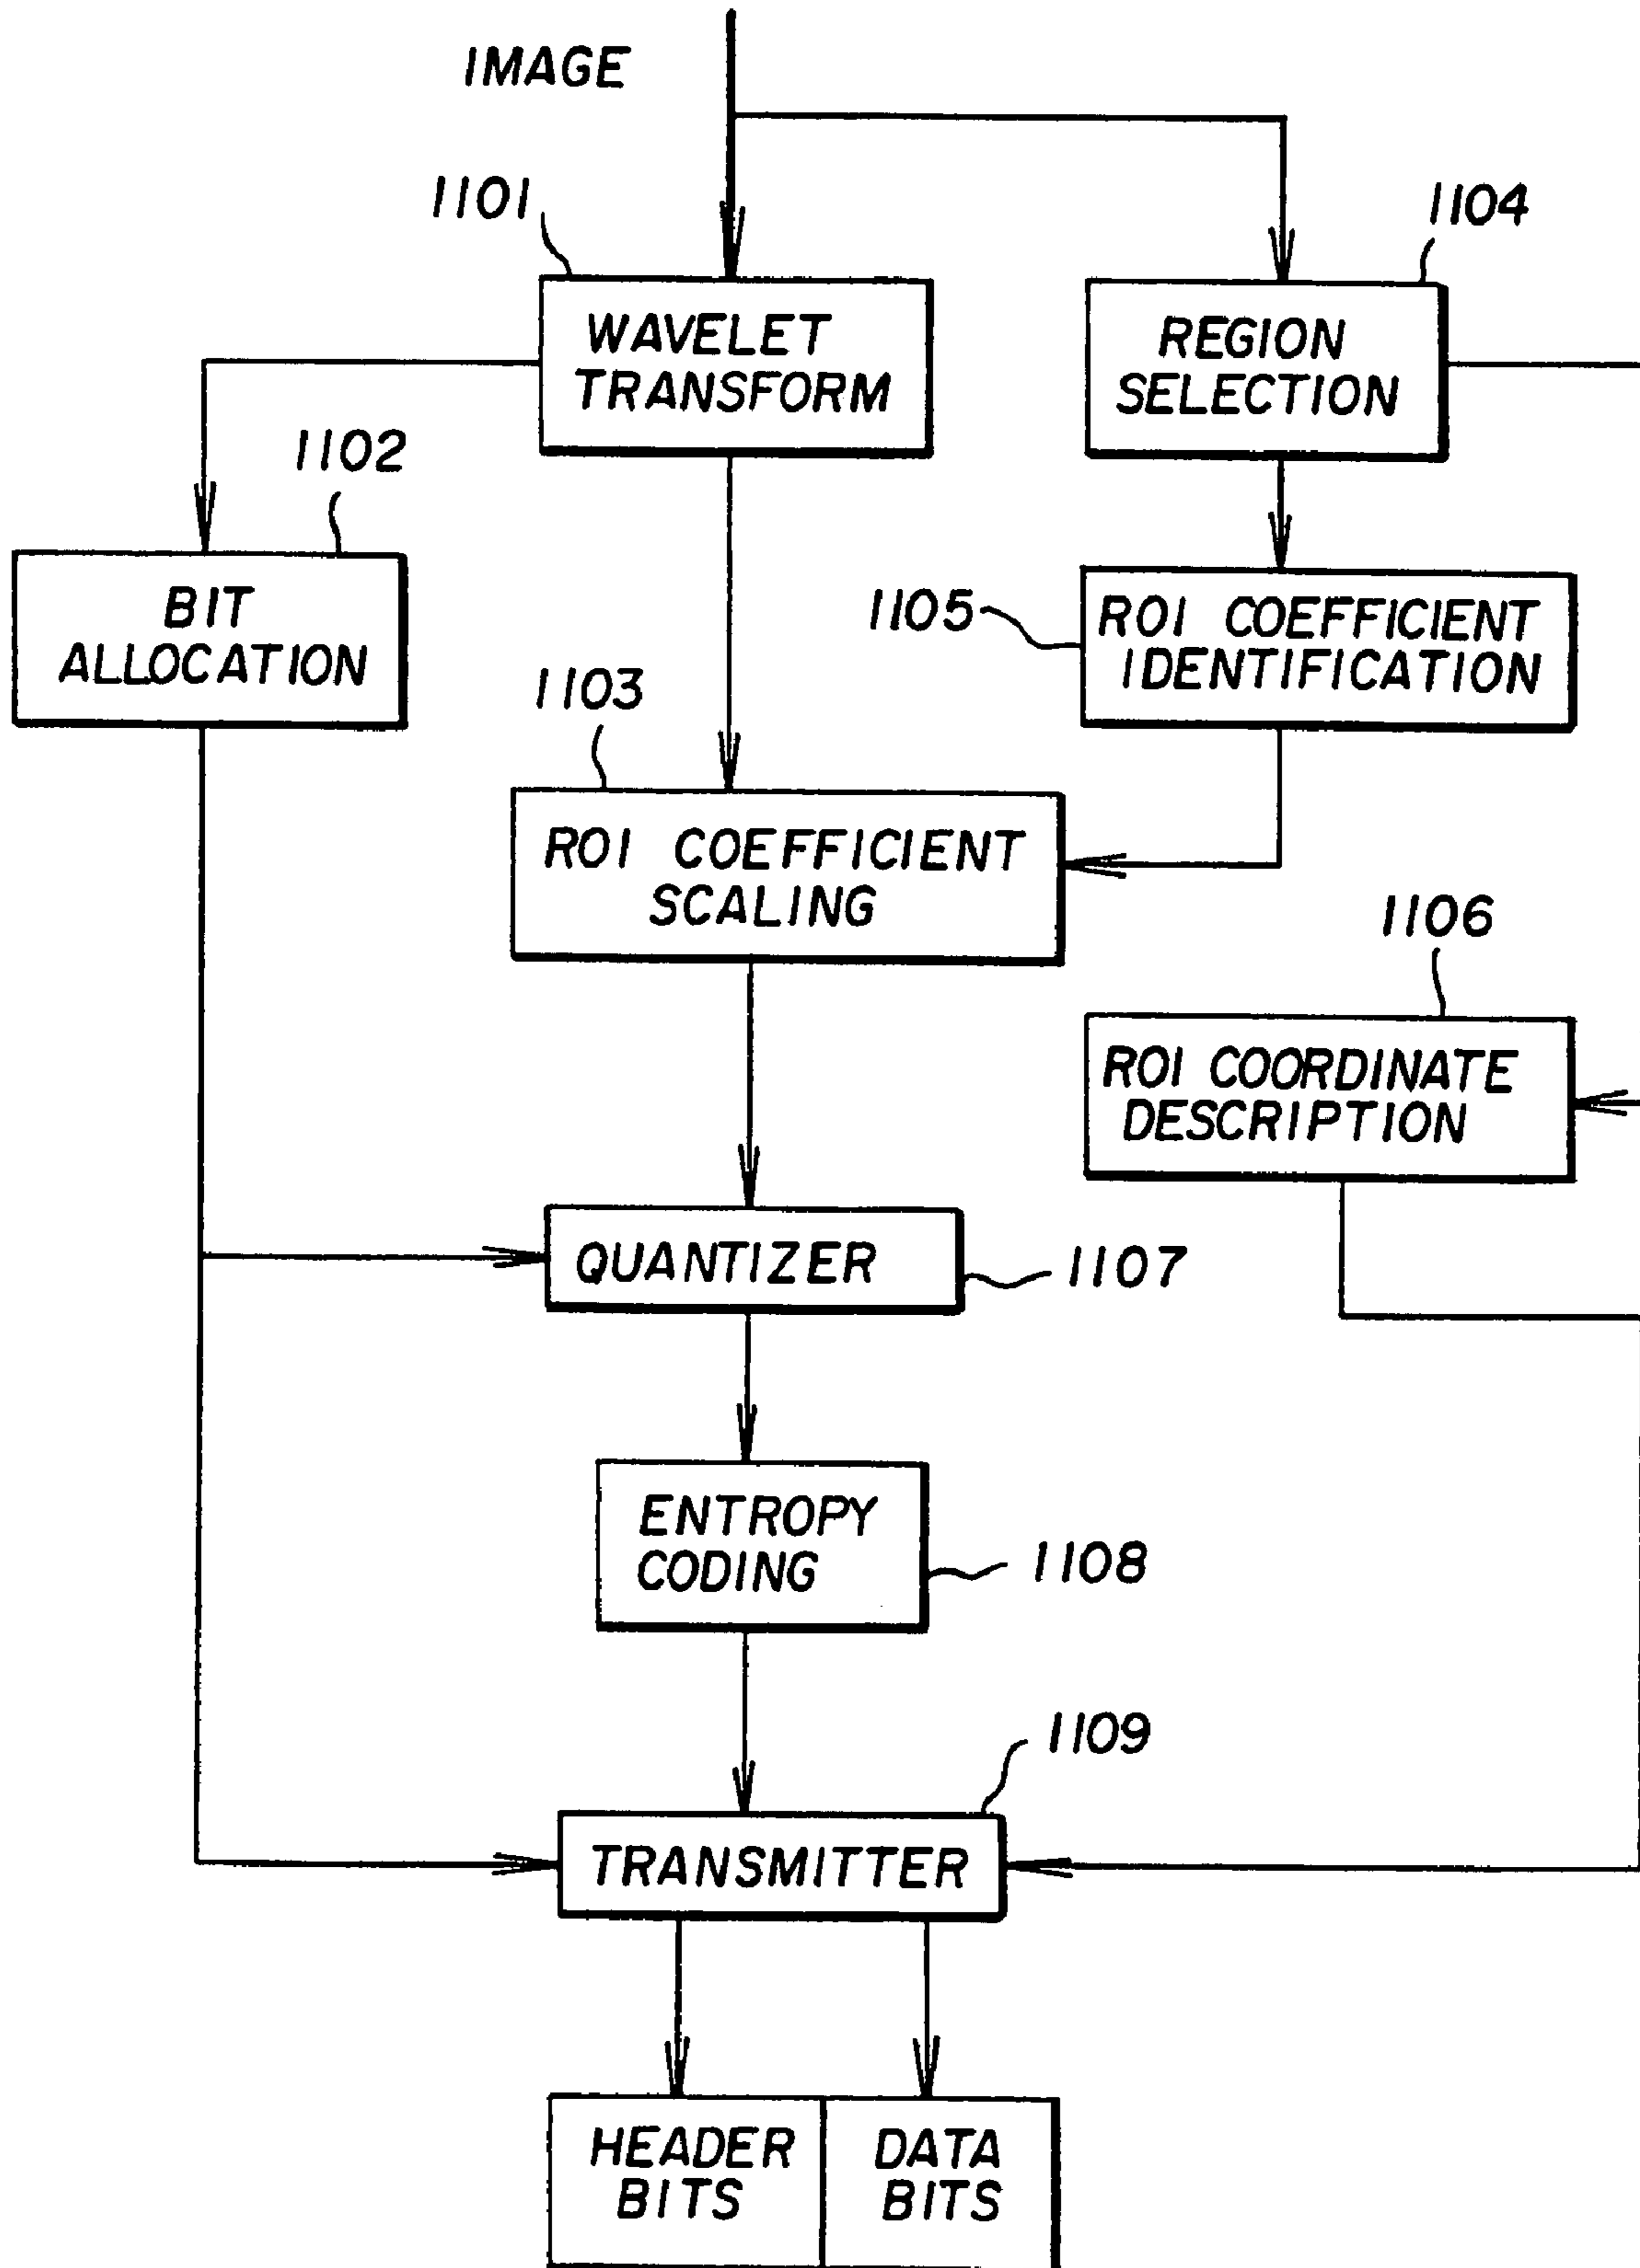 IMAGE
1101
1104
WAVELET
TRANSFORM
REGION
SELECTION
1102
BIT
ALLOCATION
1105
ROI COEFFICIENT
IDENTIFICATION
1103
ROI COEFFICIENT
SCALING
1106
ROI COORDINATE
DESCRIPTION
QUANTIZER
1107
ENTROPY
CODING
1108
1109
TRANSMITTER
HEADER
BITS
DATA
BITS